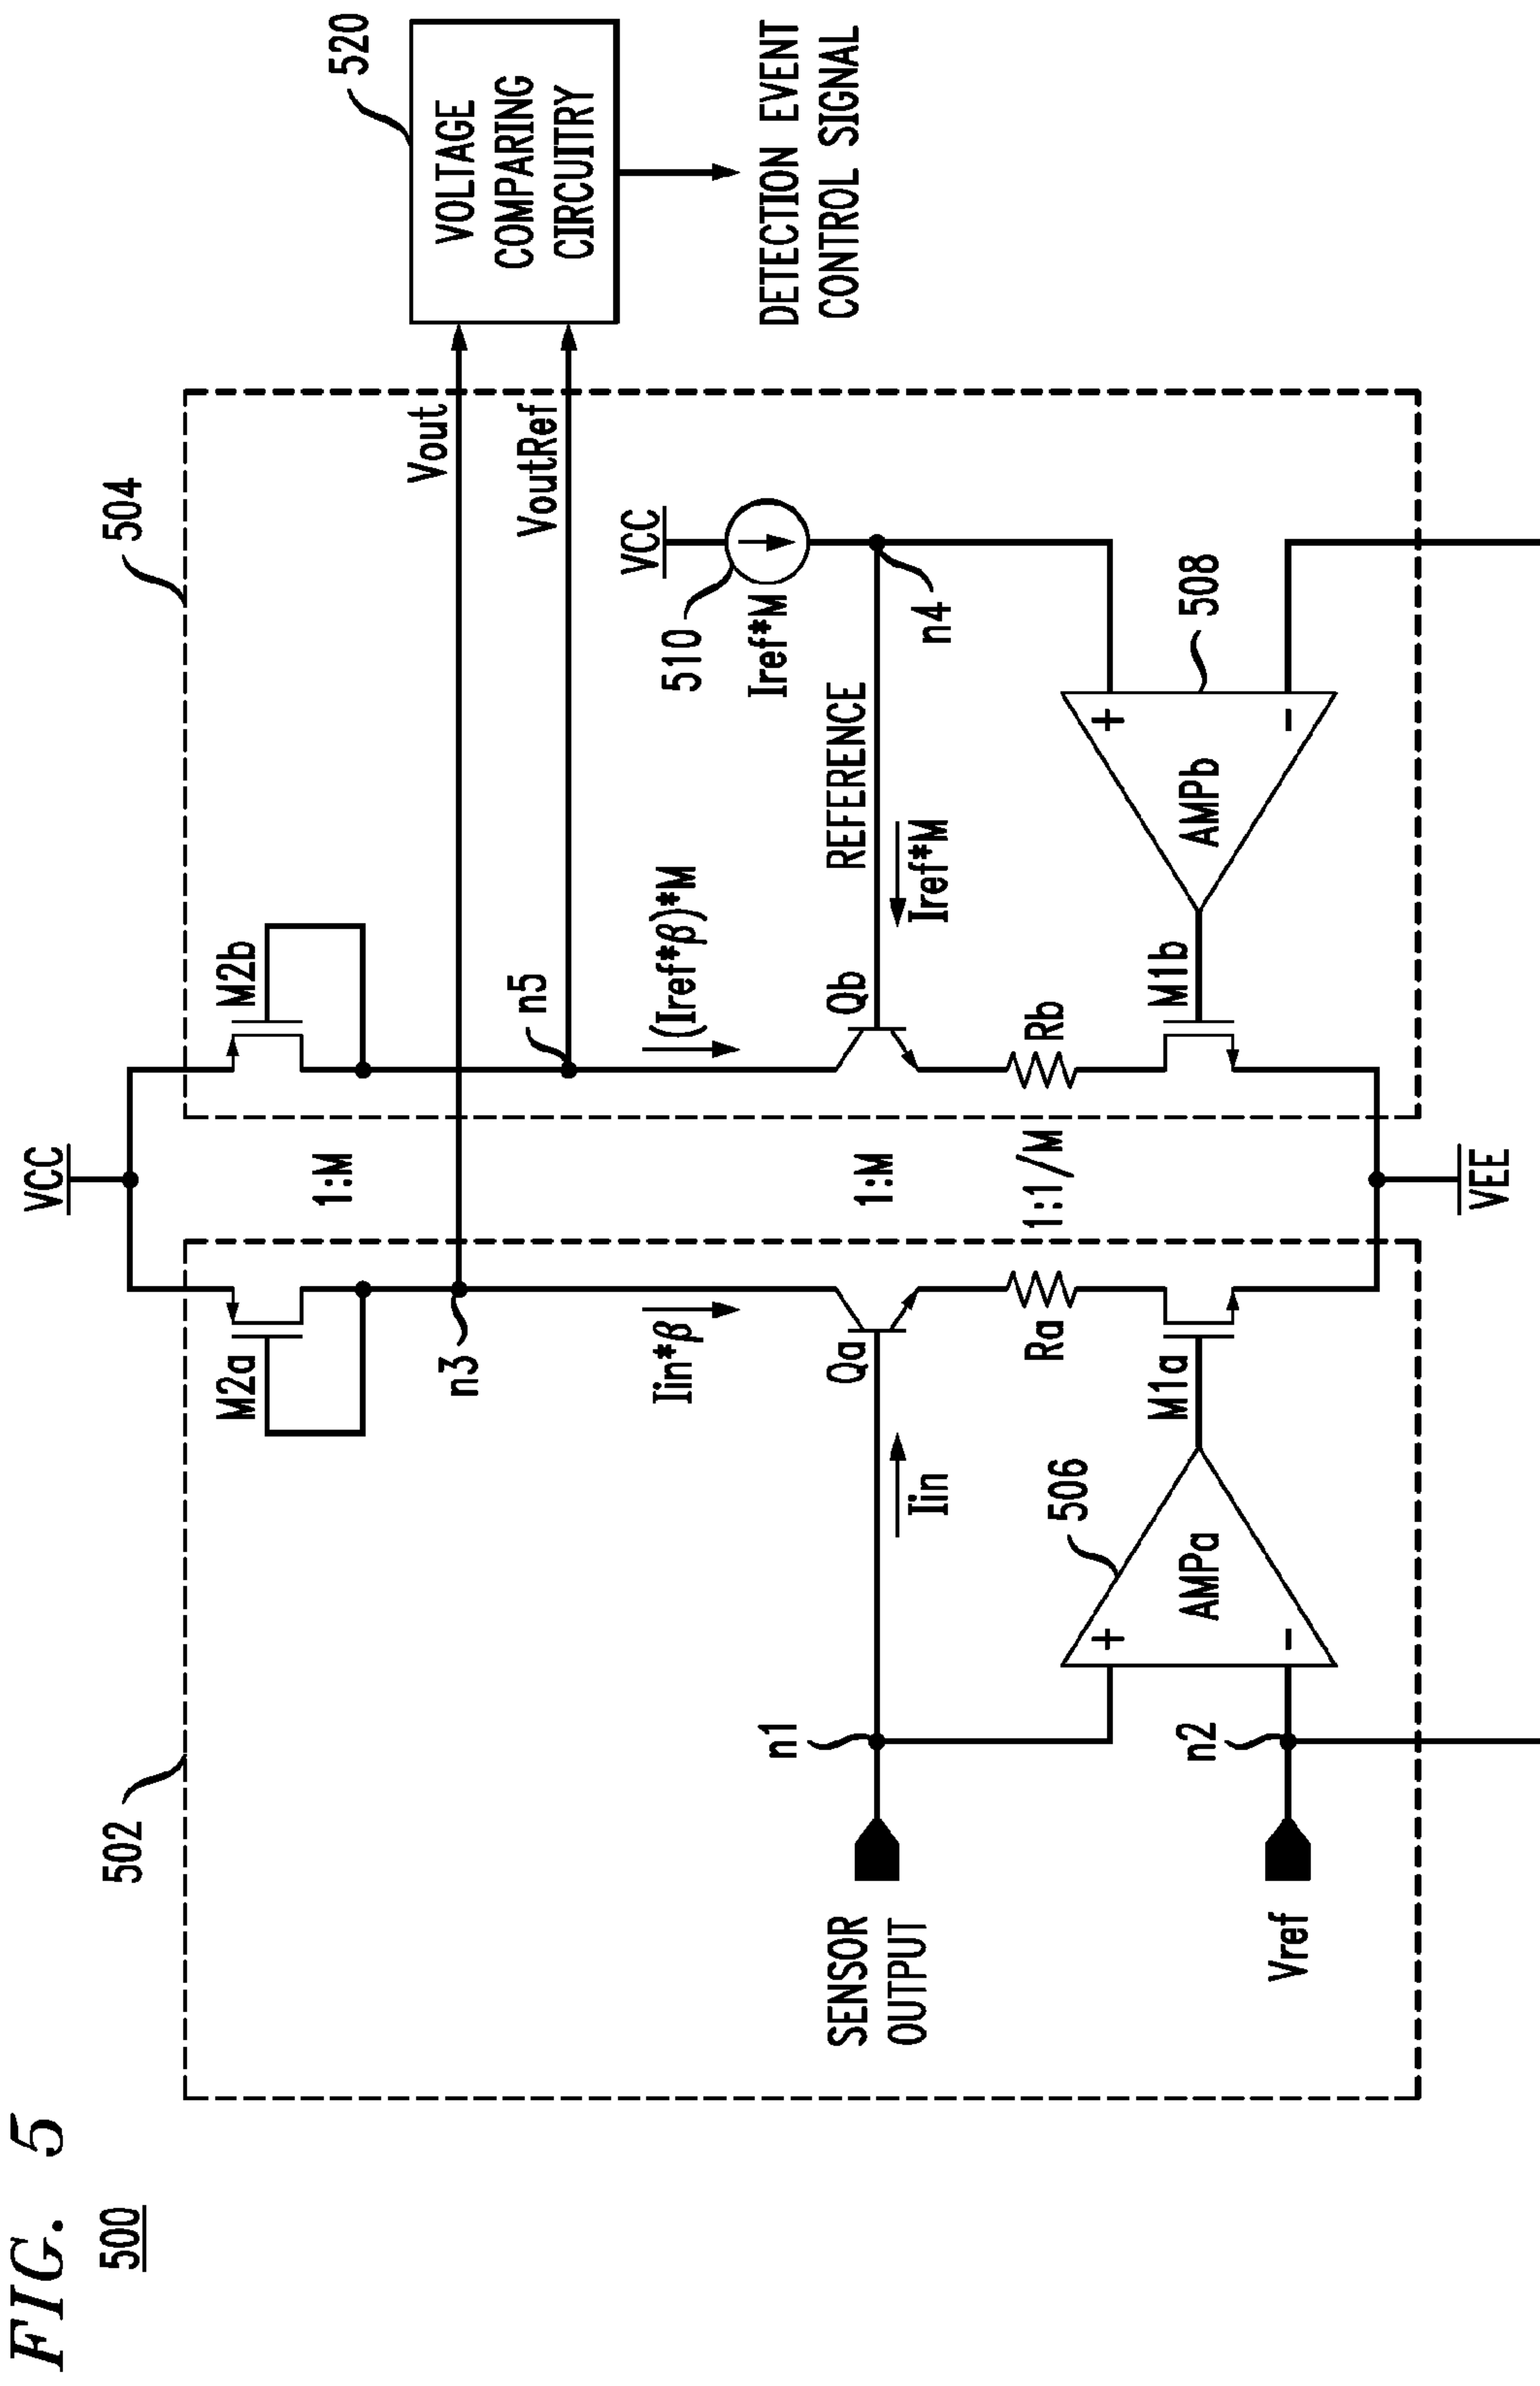 FIG. 5
500
502
504
VCC
M2a
M2b
1:M
n3
n5
Vout
VoutRef
520
VOLTAGE
COMPARING
CIRCUITRY
DETECTION EVENT
CONTROL SIGNAL
Iin*β
(Iref*β)*M
VCC
510
Iref*M
n1
Qa
1:M
Qb
REFERENCE
n4
SENSOR
OUTPUT
Iin
Iref*M
Ra
1:1/M
Rb
506
AMPa
+
-
M1a
M1b
AMPb
+
-
508
n2
Vref
VEE